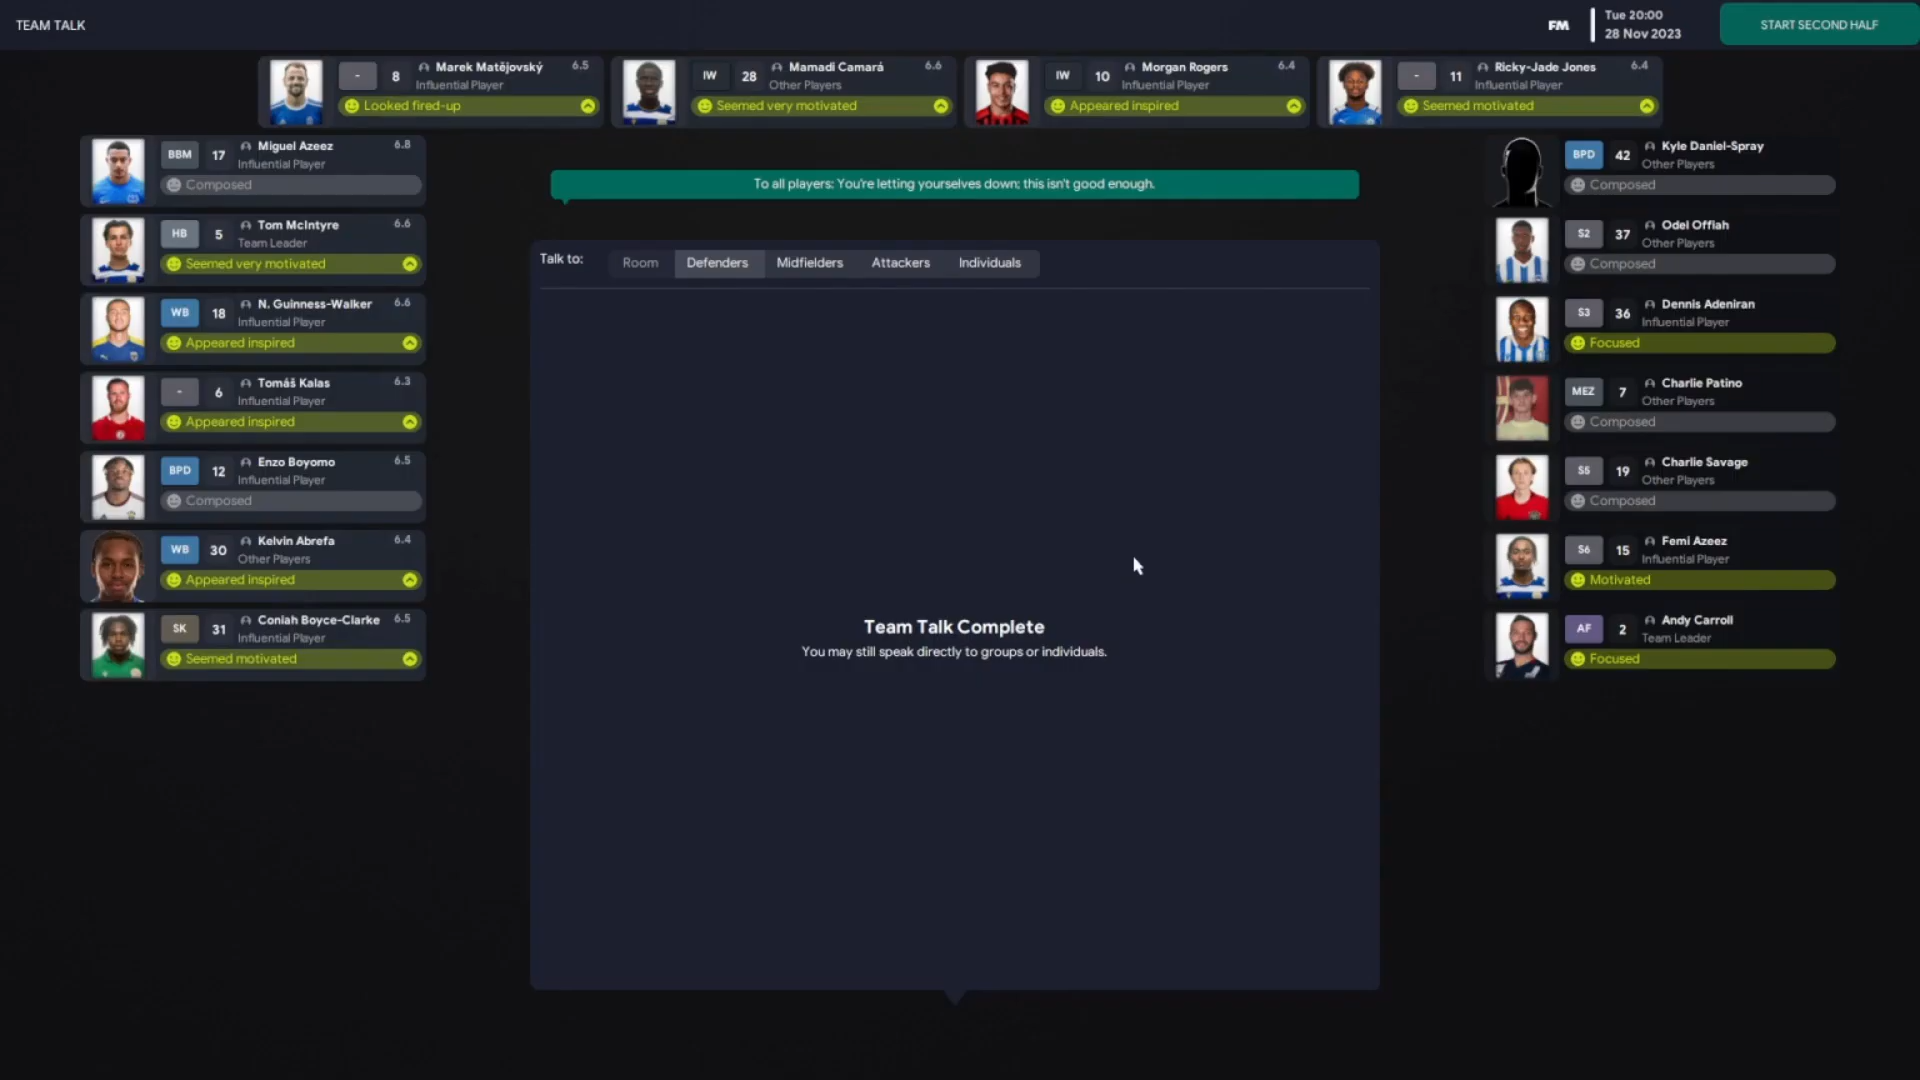 TEAM TALK
FM
Tue 20:00
28 Nov 2023
START SECOND HALF
- 8 Marek Matějovský 6.5
Influential Player
Looked fired-up
IW 28 Mamadi Camará 6.6
Other Players
Seemed very motivated
IW 10 Morgan Rogers 6.4
Influential Player
Appeared inspired
- 11 Ricky-Jade Jones 6.4
Influential Player
Seemed motivated
BBM 17 Miguel Azeez 6.8
Influential Player
Composed
HB 5 Tom McIntyre 6.6
Team Leader
Seemed very motivated
WB 18 N. Guinness-Walker 6.6
Influential Player
Appeared inspired
- 6 Tomáš Kalas 6.3
Influential Player
Appeared inspired
BPD 12 Enzo Boyomo 6.5
Influential Player
Composed
WB 30 Kelvin Abrefa 6.4
Other Players
Appeared inspired
SK 31 Coniah Boyce-Clarke 6.5
Influential Player
Seemed motivated
To all players: You're letting yourselves down; this isn't good enough.
Talk to: Room Defenders Midfielders Attackers Individuals
Team Talk Complete
You may still speak directly to groups or individuals.
BPD 42 Kyle Daniel-Spray
Other Players
Composed
S2 37 Odel Offiah
Other Players
Composed
S3 36 Dennis Adeniran
Influential Player
Focused
MEZ 7 Charlie Patino
Other Players
Composed
S5 19 Charlie Savage
Other Players
Composed
S6 15 Femi Azeez
Influential Player
Motivated
AF 2 Andy Carroll
Team Leader
Focused